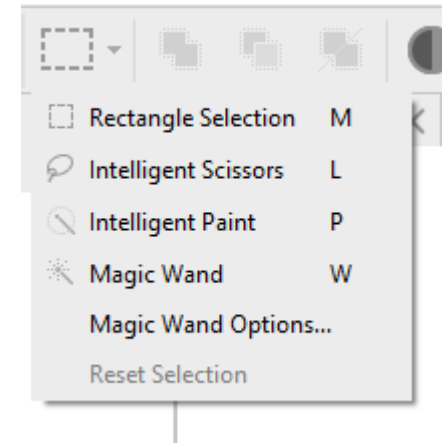 Rectangle Selection M
Intelligent Scissors L
Intelligent Paint P
Magic Wand W
Magic Wand Options...
Reset Selection